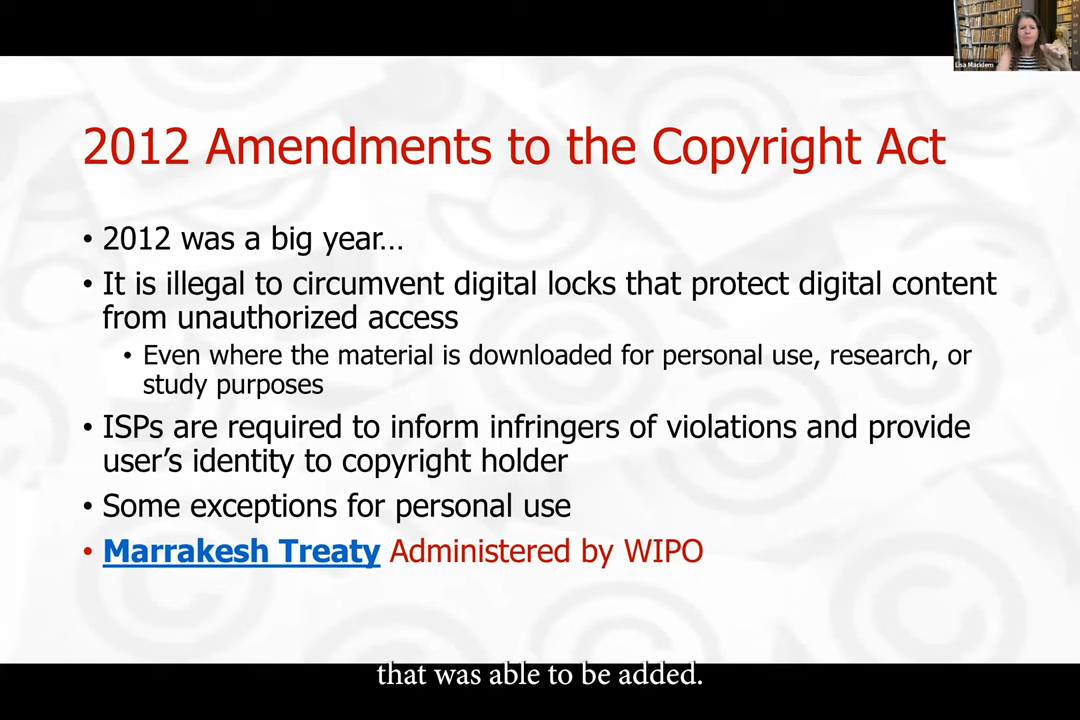 Lisa Macklem
2012 Amendments to the Copyright Act
• 2012 was a big year…
• It is illegal to circumvent digital locks that protect digital content
from unauthorized access
• Even where the material is downloaded for personal use, research, or
study purposes
• ISPs are required to inform infringers of violations and provide
user’s identity to copyright holder
• Some exceptions for personal use
• Marrakesh Treaty Administered by WIPO
that was able to be added.